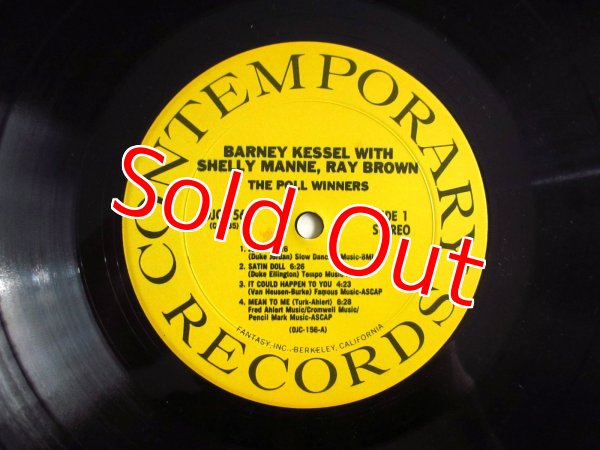 CONTEMPORARY RECORDS
BARNEY KESSEL WITH
SHELLY MANNE, RAY BROWN
THE POLL WINNERS
SIDE 1
STEREO
Sold Out
(Duke Jordan) Slow Dancing Music-BMI
2. SATIN DOLL 6:26
(Duke Ellington) Tempo Music
3. IT COULD HAPPEN TO YOU 4:23
(Van Heusen-Burke) Famous Music-ASCAP
4. MEAN TO ME (Turk-Ahlert) 6:28
Fred Ahlert Music/Cromwell Music/
Pencil Mark Music-ASCAP
(OJC-156-A)
FANTASY, INC., BERKELEY, CALIFORNIA